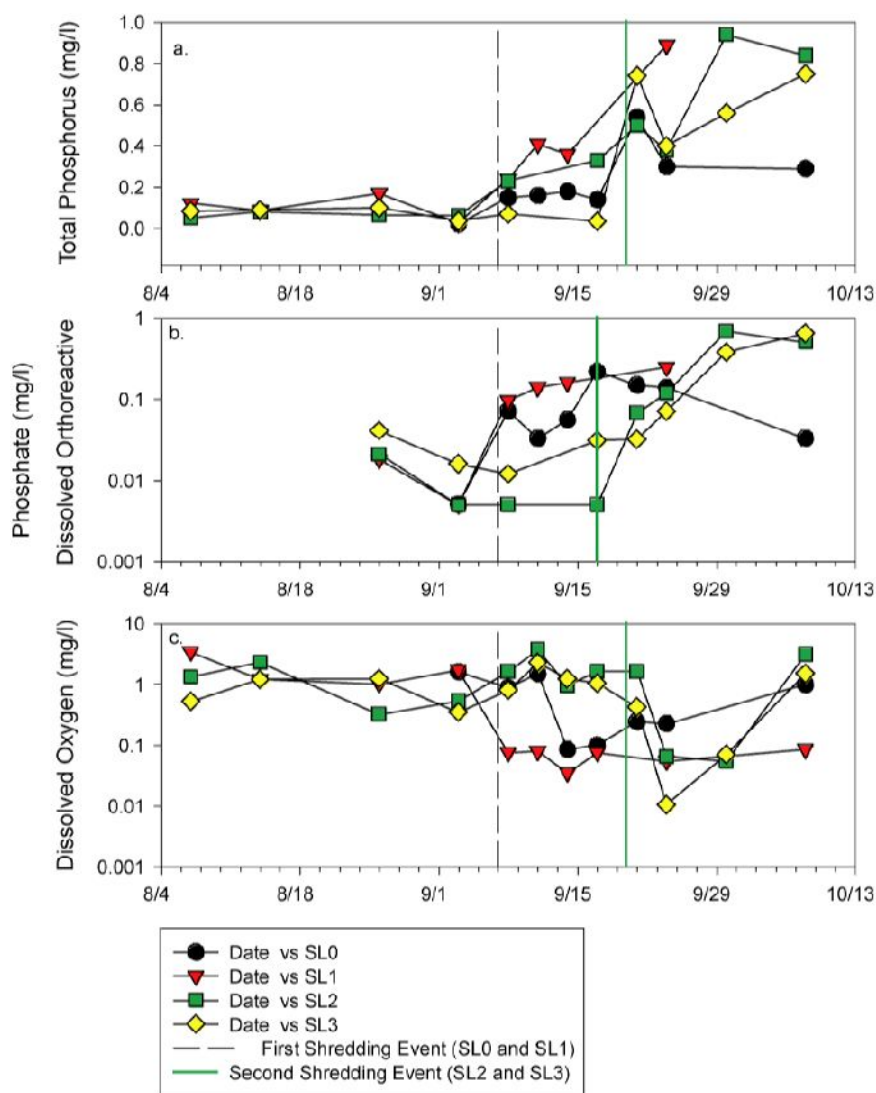 Total Phosphorus (mg/l)
a.
1.0
0.8
0.6
0.4
0.2
0.0
8/4 8/18 9/1 9/15 9/29 10/13
Phosphate (mg/l)
Dissolved Orthoreactive
b.
1
0.1
0.01
0.001
8/4 8/18 9/1 9/15 9/29 10/13
Dissolved Oxygen (mg/l)
c.
10
1
0.1
0.01
0.001
8/4 8/18 9/1 9/15 9/29 10/13
Date vs SL0
Date vs SL1
Date vs SL2
Date vs SL3
First Shredding Event (SL0 and SL1)
Second Shredding Event (SL2 and SL3)